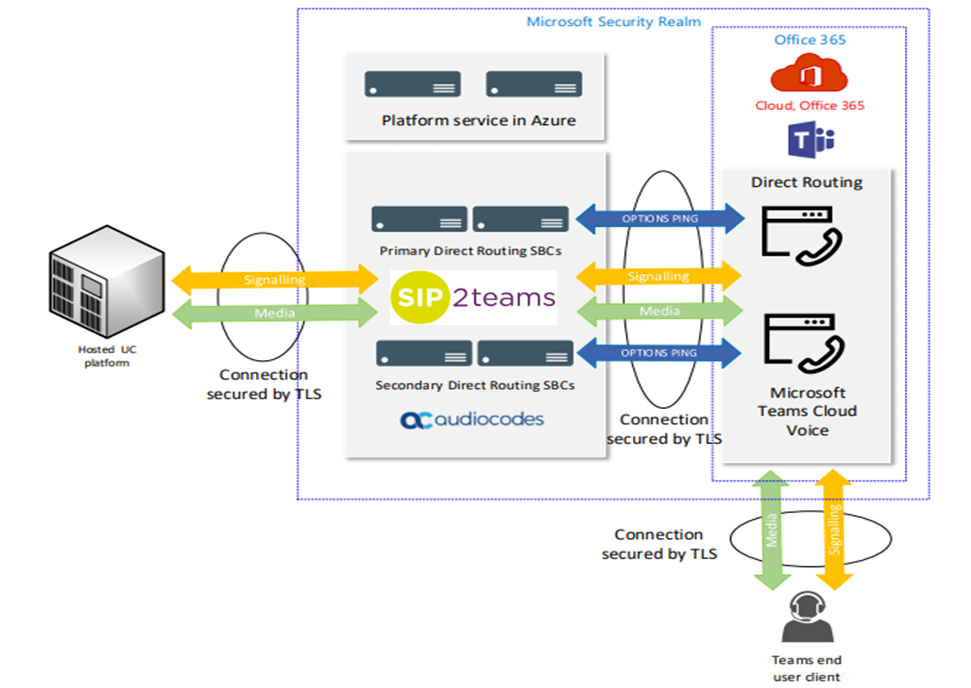 Microsoft Security Realm
Office 365
Cloud, Office 365
Platform service in Azure
Direct Routing
OPTIONS PING
Primary Direct Routing SBCs
Signalling
Signalling
SIP 2teams
Media
Media
Hosted UC
platform
OPTIONS PING
Connection
secured by TLS
Secondary Direct Routing SBCs
audiocodes
Microsoft
Teams Cloud
Voice
Connection
secured by TLS
Media
Signalling
Connection
secured by TLS
Teams end
user client